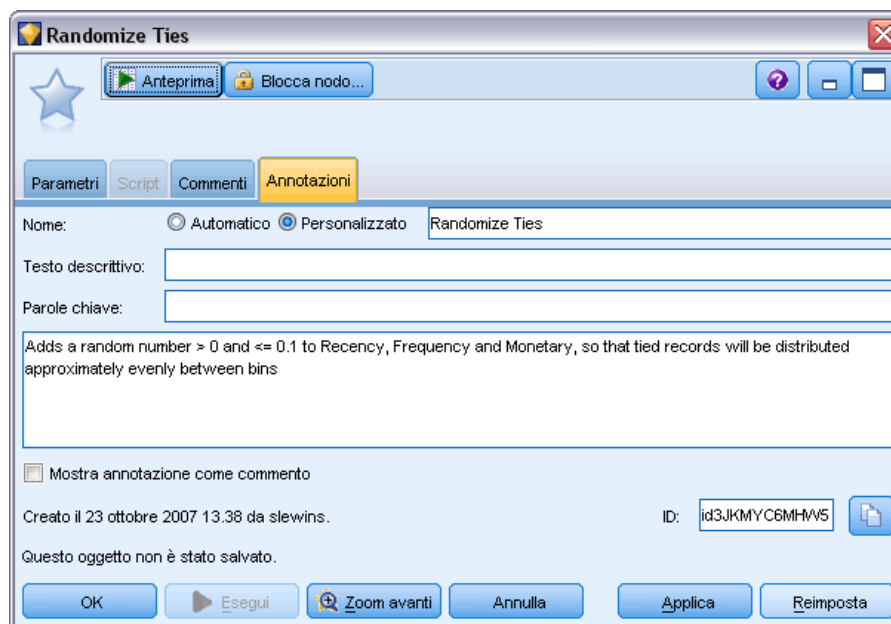 Randomize Ties
Anteprima Blocca nodo...
Parametri Script Commenti Annotazioni
Nome: Automatico Personalizzato Randomize Ties
Testo descrittivo:
Parole chiave:
Adds a random number > 0 and <= 0.1 to Recency, Frequency and Monetary, so that tied records will be distributed
approximately evenly between bins
Mostra annotazione come commento
Creato il 23 ottobre 2007 13.38 da slewins. ID: id3JKMYC6MHW5
Questo oggetto non è stato salvato.
OK Esegui Zoom avanti Annulla Applica Reimposta